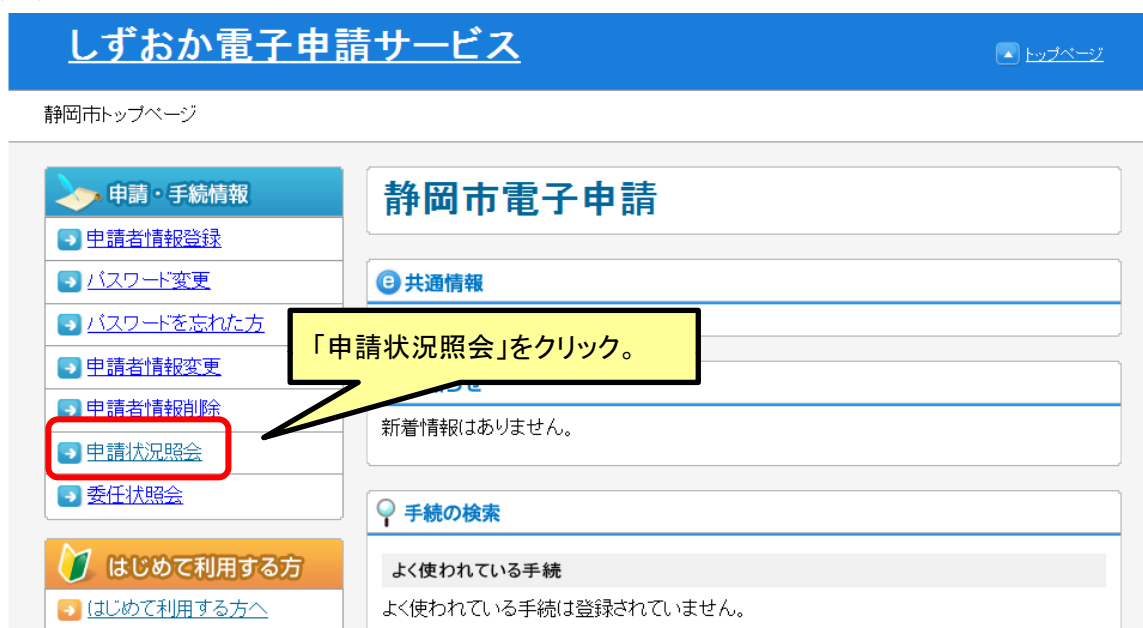 しずおか電子申請サービス
トップページ
静岡市トップページ
申請・手続情報
申請者情報登録
パスワード変更
パスワードを忘れた方
申請者情報変更
申請者情報削除
申請状況照会
委任状照会
はじめて利用する方
はじめて利用する方へ
静岡市電子申請
共通情報
「申請状況照会」をクリック。
新着情報はありません。
手続の検索
よく使われている手続
よく使われている手続は登録されていません。